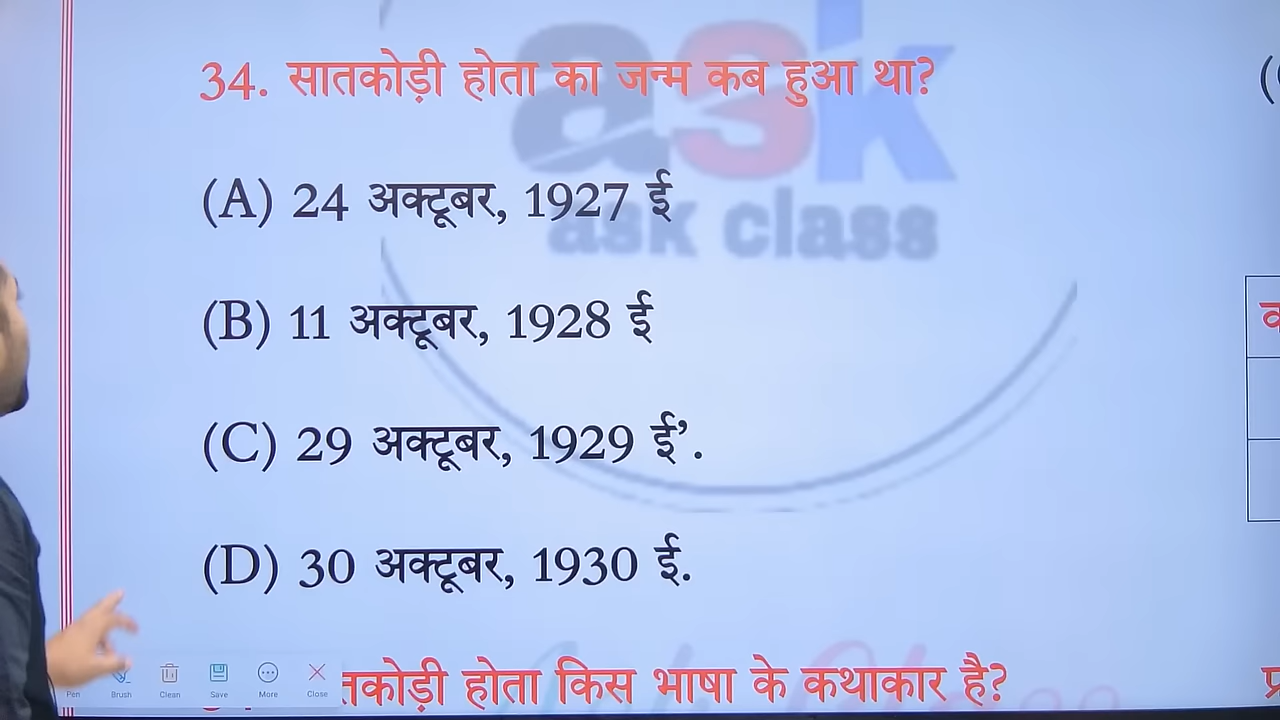 ask
ask class
34. सातकोड़ी होता का जन्म कब हुआ था?
(A) 24 अक्टूबर, 1927 ई
(B) 11 अक्टूबर, 1928 ई
(C) 29 अक्टूबर, 1929 ई’.
(D) 30 अक्टूबर, 1930 ई.
तकोड़ी होता किस भाषा के कथाकार है?
Pen Brush Clean Save More Close